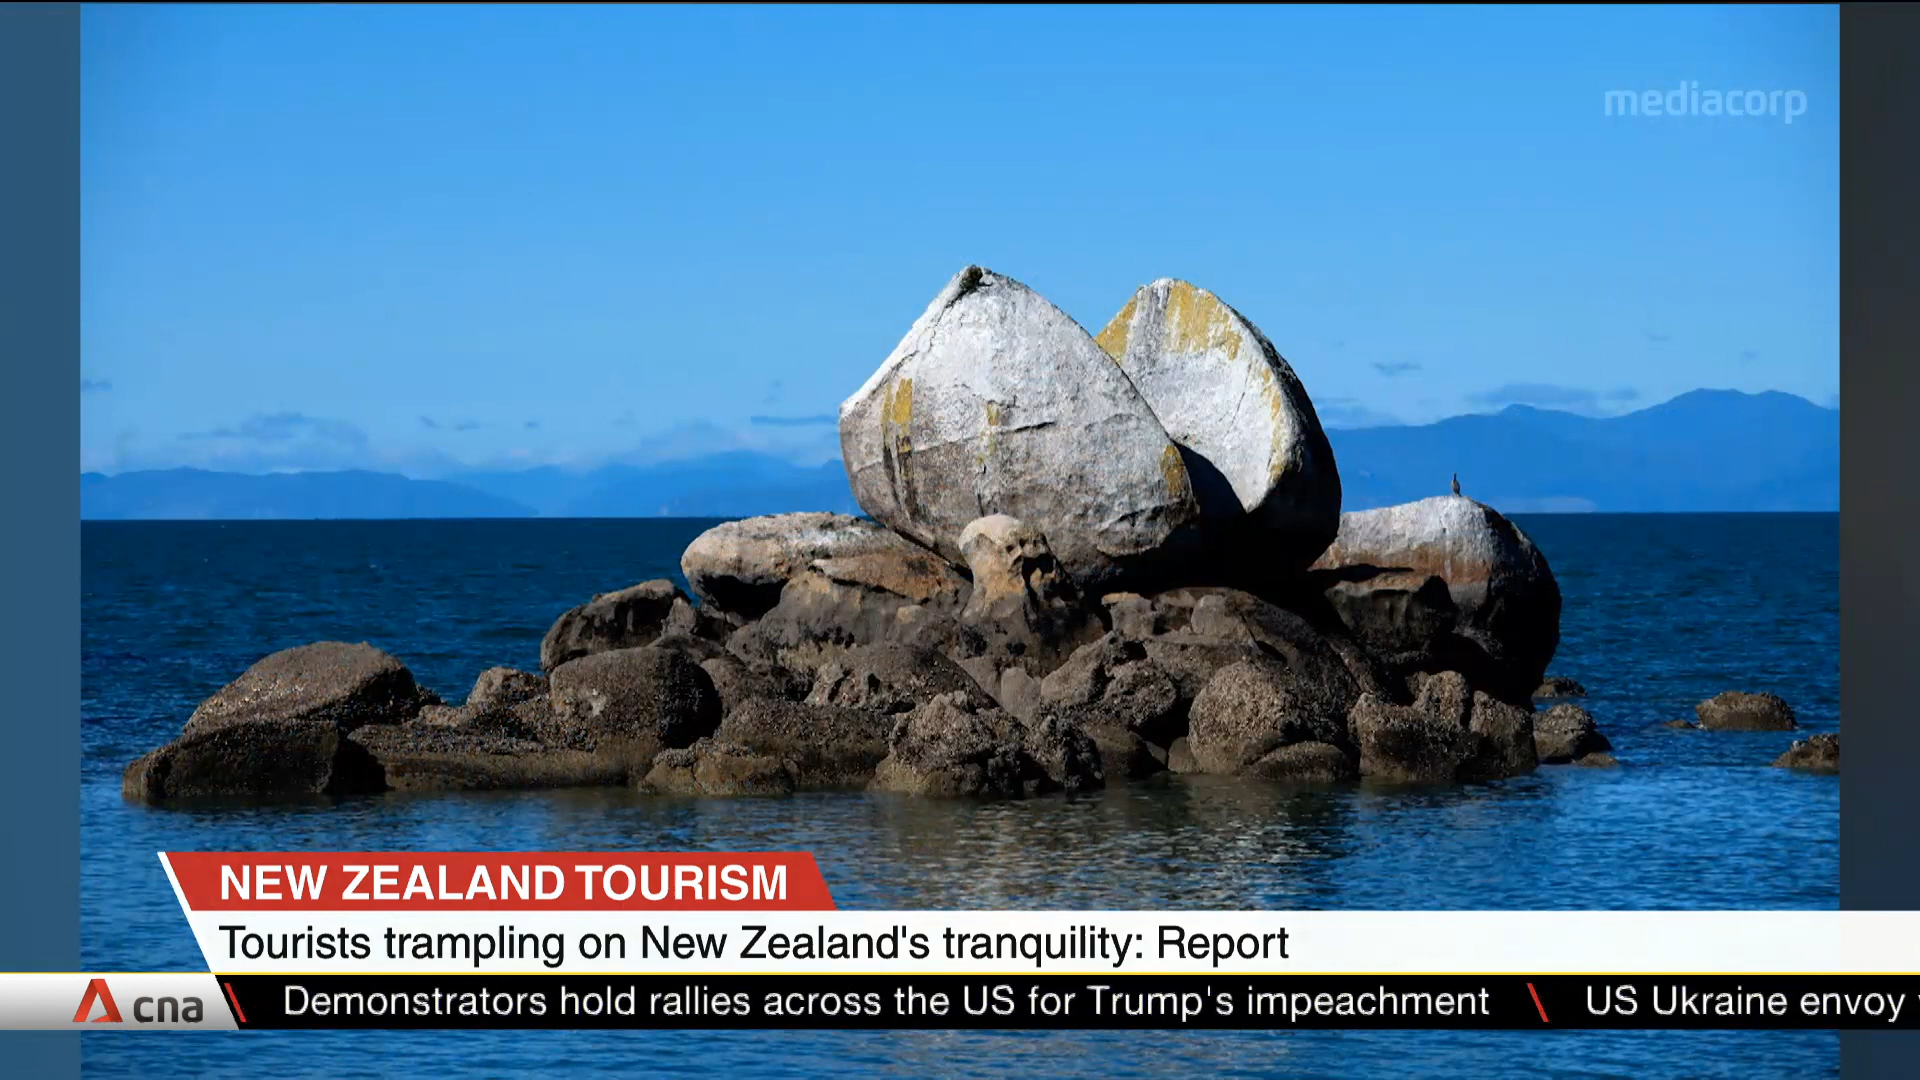 mediacorp
NEW ZEALAND TOURISM
Tourists trampling on New Zealand's tranquility: Report
cna
Demonstrators hold rallies across the US for Trump's impeachment
US Ukraine envoy